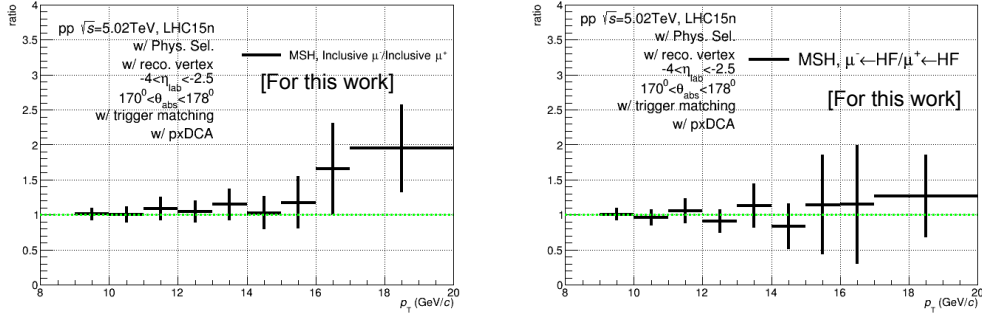 ratio
4
3.5
3
2.5
2
1.5
1
0.5
0
pp √s=5.02TeV, LHC15n
w/ Phys. Sel.
w/ reco. vertex
-4<η_lab<-2.5
170⁰<θ_abs<178⁰
w/ trigger matching
w/ pxDCA
MSH, Inclusive μ⁻/Inclusive μ⁺
[For this work]
8 10 12 14 16 18 20
p_T (GeV/c)
ratio
4
3.5
3
2.5
2
1.5
1
0.5
0
pp √s=5.02TeV, LHC15n
w/ Phys. Sel.
w/ reco. vertex
-4<η_lab<-2.5
170⁰<θ_abs<178⁰
w/ trigger matching
w/ pxDCA
MSH, μ⁻←HF/μ⁺←HF
[For this work]
8 10 12 14 16 18 20
p_T (GeV/c)